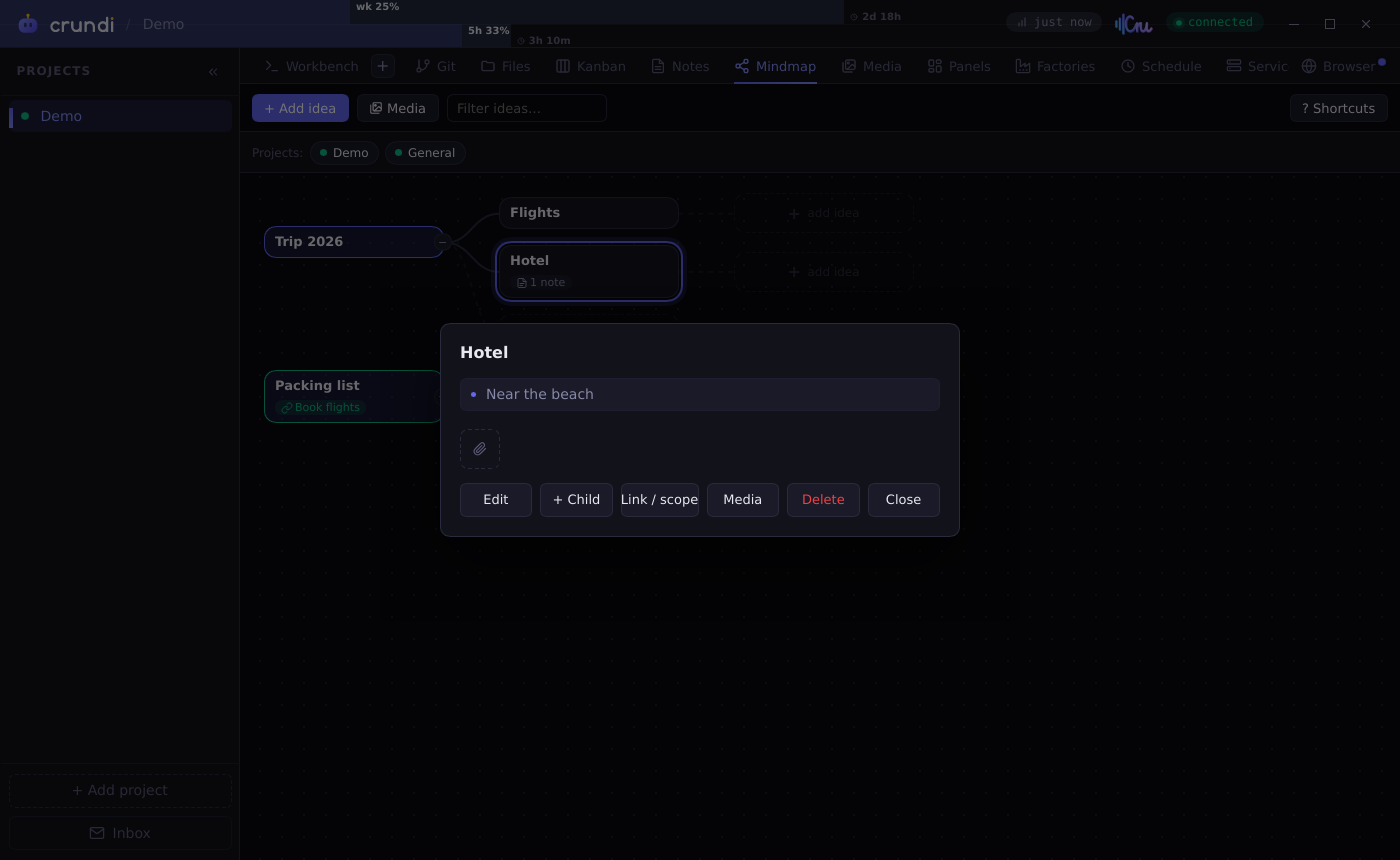 crundi / Demo
wk 25%
2d 18h
5h 33%
3h 10m
just now
Cru
connected
PROJECTS
«
Demo
+ Add project
Inbox
Workbench
+
Git
Files
Kanban
Notes
Mindmap
Media
Panels
Factories
Schedule
Servic
Browser
+ Add idea
Media
Filter ideas...
? Shortcuts
Projects:
Demo
General
Trip 2026
Flights
+ add idea
Hotel
1 note
+ add idea
Packing list
Book flights
Hotel
Near the beach
Edit
+ Child
Link / scope
Media
Delete
Close